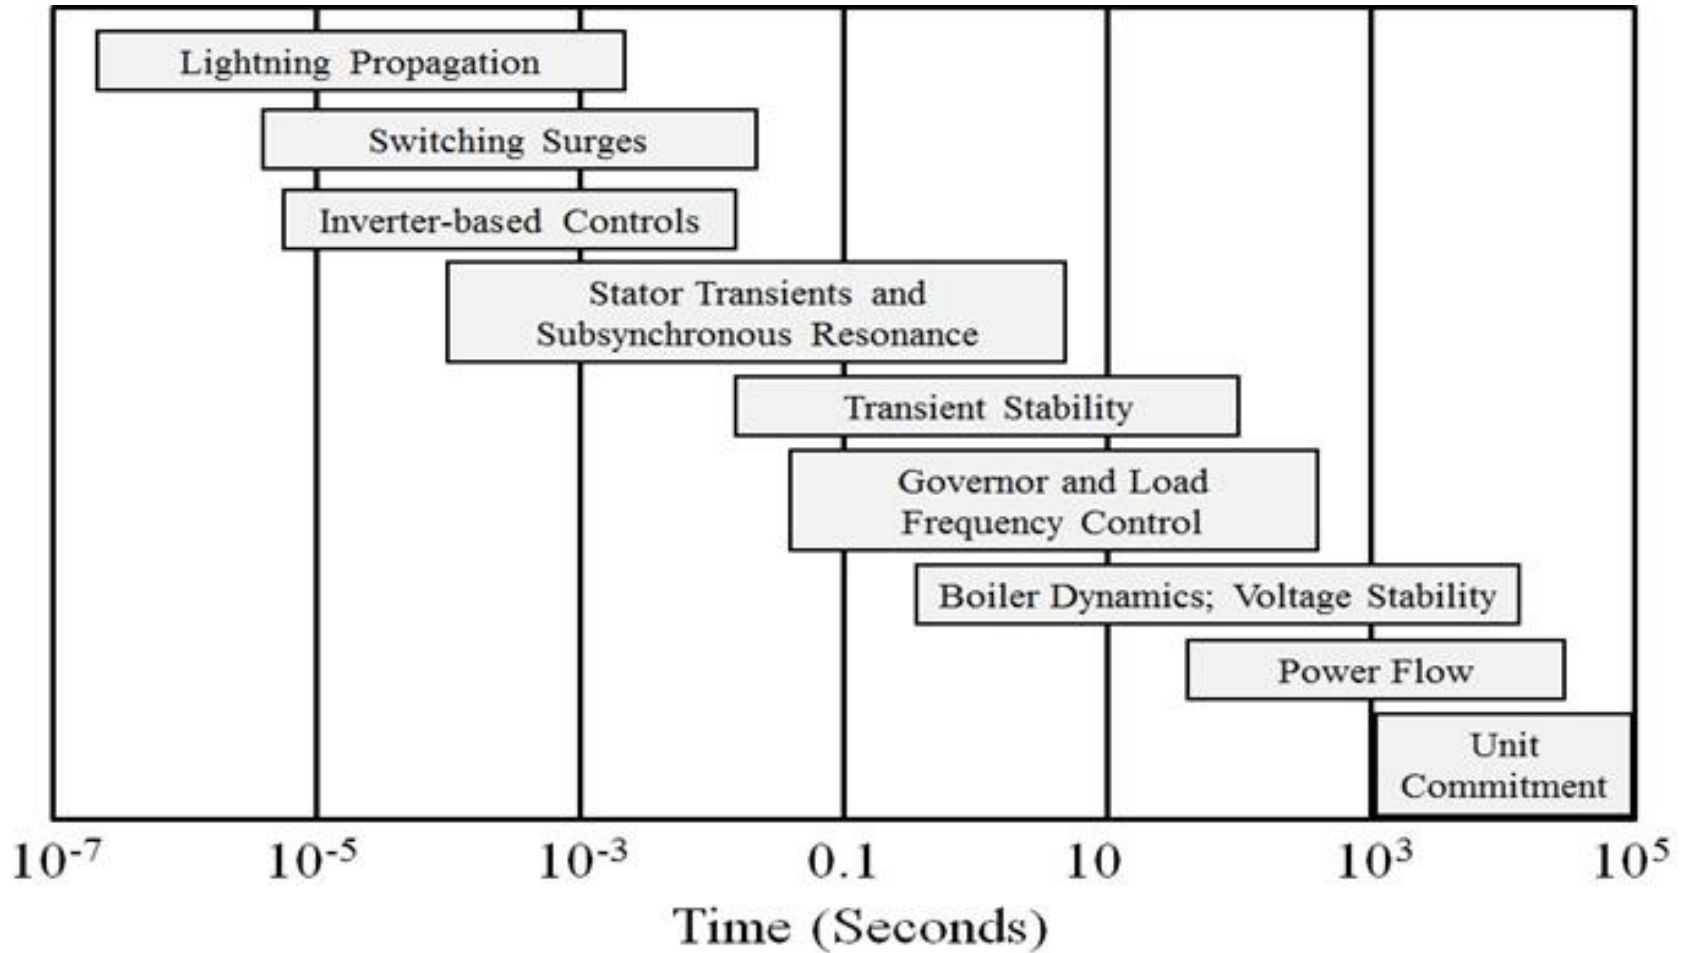 Lightning Propagation
Switching Surges
Inverter-based Controls
Stator Transients and
Subsynchronous Resonance
Transient Stability
Governor and Load
Frequency Control
Boiler Dynamics; Voltage Stability
Power Flow
Unit
Commitment
10⁻⁷ 10⁻⁵ 10⁻³ 0.1 10 10³ 10⁵
Time (Seconds)